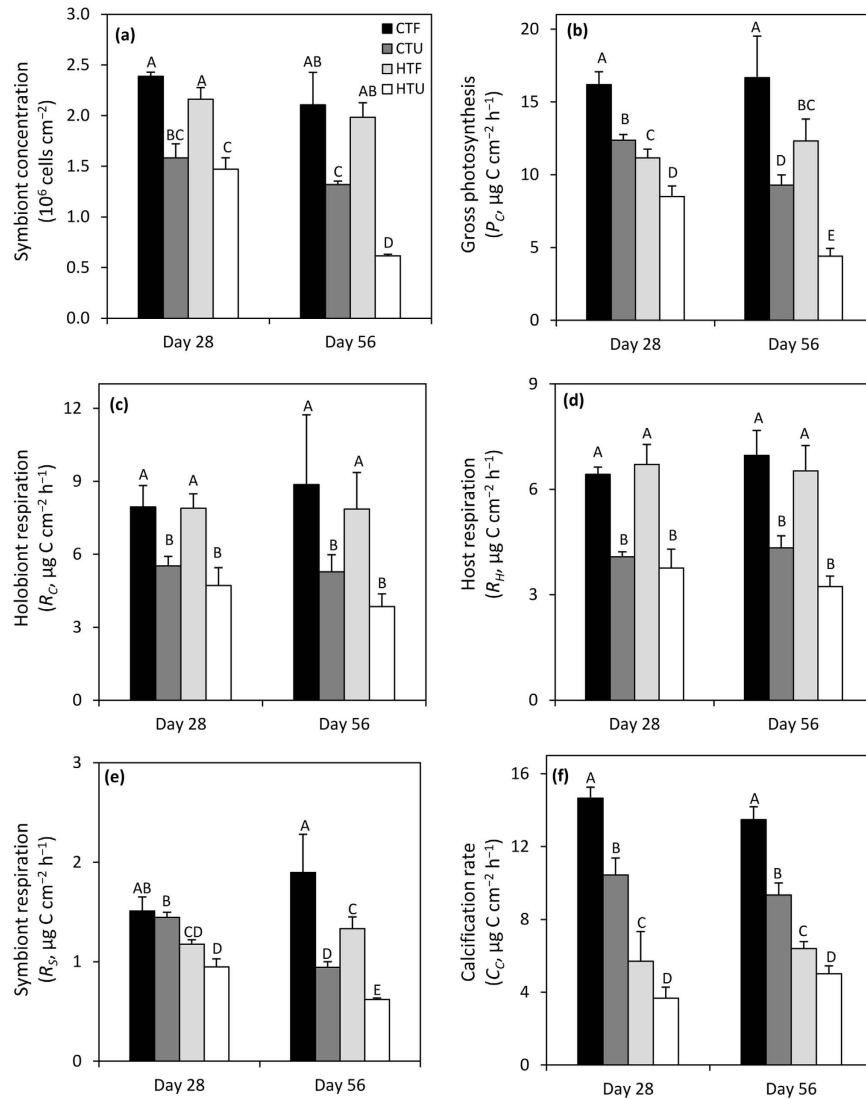 (a)
Symbiont concentration
(10⁶ cells cm⁻²)
3.0
2.5
2.0
1.5
1.0
0.5
0.0
CTF
CTU
HTF
HTU
A
BC
A
C
AB
C
AB
D
Day 28
Day 56
(b)
Gross photosynthesis
(P_C, µg C cm⁻² h⁻¹)
20
15
10
5
0
A
B
C
D
A
D
BC
E
Day 28
Day 56
(c)
Holobiont respiration
(R_C, µg C cm⁻² h⁻¹)
12
9
6
3
0
A
B
A
B
A
B
A
B
Day 28
Day 56
(d)
Host respiration
(R_H, µg C cm⁻² h⁻¹)
9
6
3
0
A
B
A
B
A
B
A
B
Day 28
Day 56
(e)
Symbiont respiration
(R_S, µg C cm⁻² h⁻¹)
3
2
1
0
AB
B
CD
D
A
D
C
E
Day 28
Day 56
(f)
Calcification rate
(C_C, µg C cm⁻² h⁻¹)
16
12
8
4
0
A
B
C
D
A
B
C
D
Day 28
Day 56